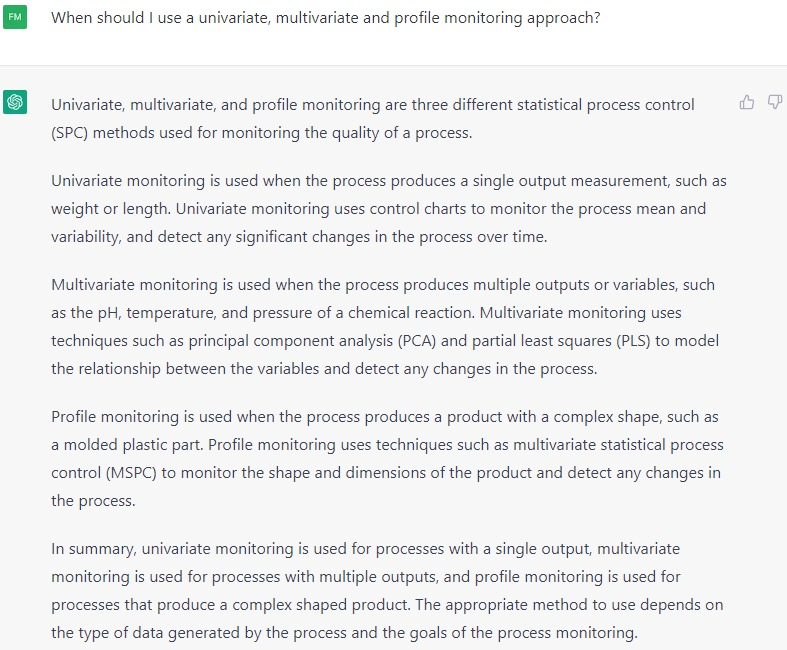 FM
When should I use a univariate, multivariate and profile monitoring approach?
Univariate, multivariate, and profile monitoring are three different statistical process control
(SPC) methods used for monitoring the quality of a process.
Univariate monitoring is used when the process produces a single output measurement, such as
weight or length. Univariate monitoring uses control charts to monitor the process mean and
variability, and detect any significant changes in the process over time.
Multivariate monitoring is used when the process produces multiple outputs or variables, such
as the pH, temperature, and pressure of a chemical reaction. Multivariate monitoring uses
techniques such as principal component analysis (PCA) and partial least squares (PLS) to model
the relationship between the variables and detect any changes in the process.
Profile monitoring is used when the process produces a product with a complex shape, such as
a molded plastic part. Profile monitoring uses techniques such as multivariate statistical process
control (MSPC) to monitor the shape and dimensions of the product and detect any changes in
the process.
In summary, univariate monitoring is used for processes with a single output, multivariate
monitoring is used for processes with multiple outputs, and profile monitoring is used for
processes that produce a complex shaped product. The appropriate method to use depends on
the type of data generated by the process and the goals of the process monitoring.